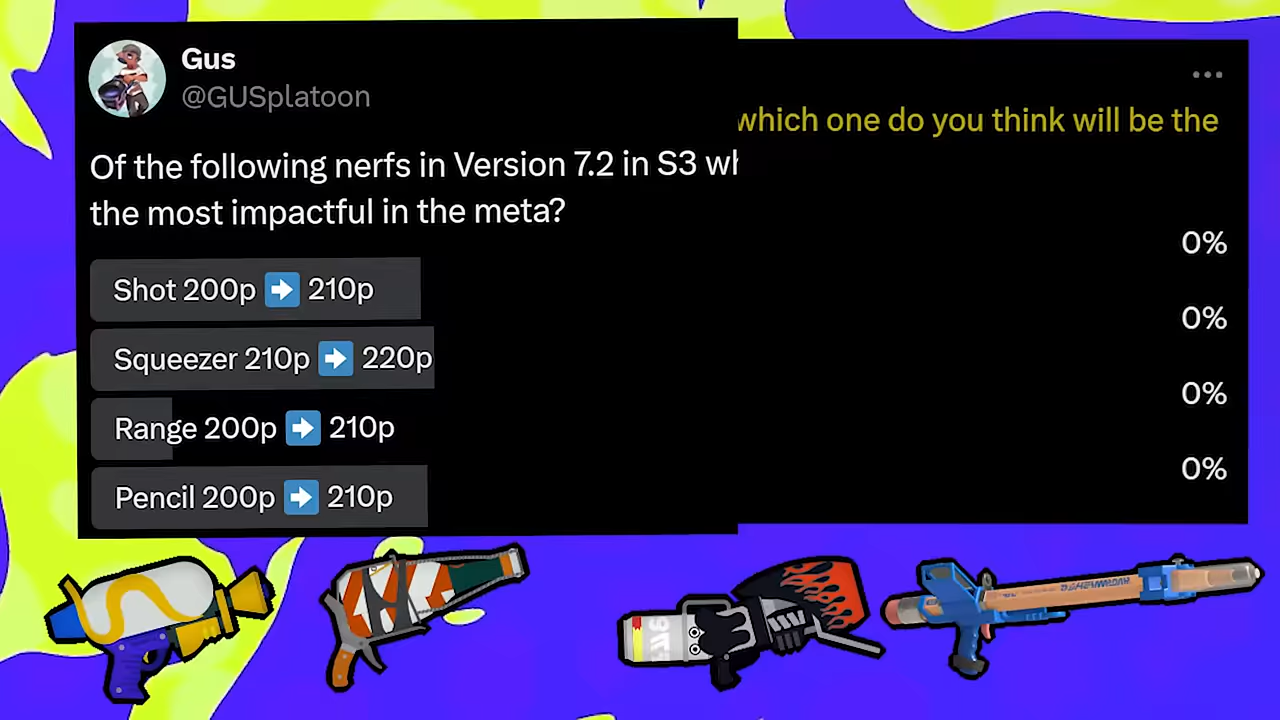 Gus
@GUSplatoon
which one do you think will be the
Of the following nerfs in Version 7.2 in S3 wh
the most impactful in the meta?
0%
Shot 200p ➡️ 210p
0%
Squeezer 210p ➡️ 220p
0%
Range 200p ➡️ 210p
0%
Pencil 200p ➡️ 210p